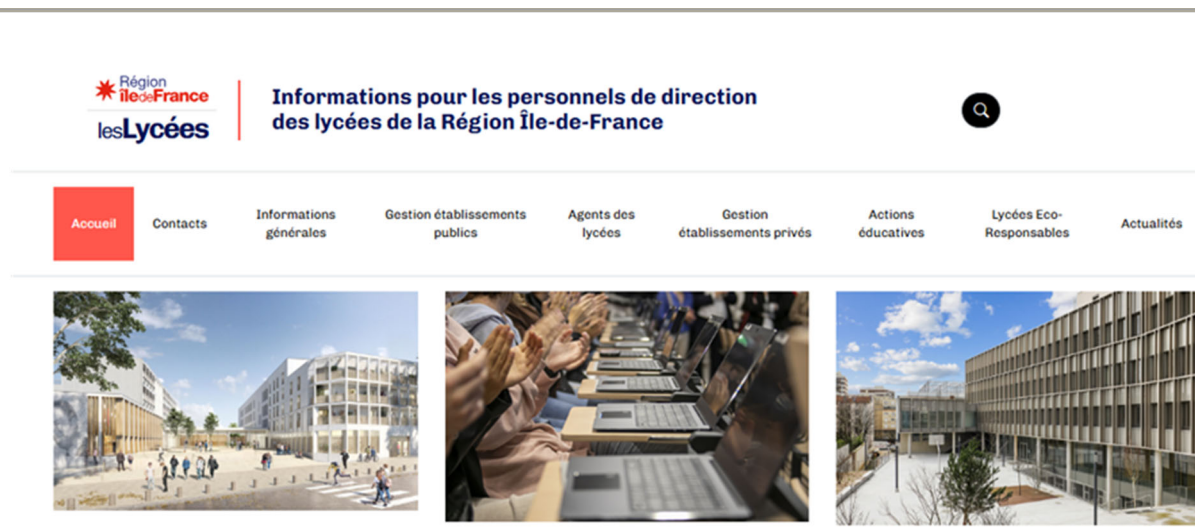 Région
îledeFrance
lesLycées
Informations pour les personnels de direction
des lycées de la Région Île-de-France
Accueil
Contacts
Informations
générales
Gestion établissements
publics
Agents des
lycées
Gestion
établissements privés
Actions
éducatives
Lycées Eco-
Responsables
Actualités